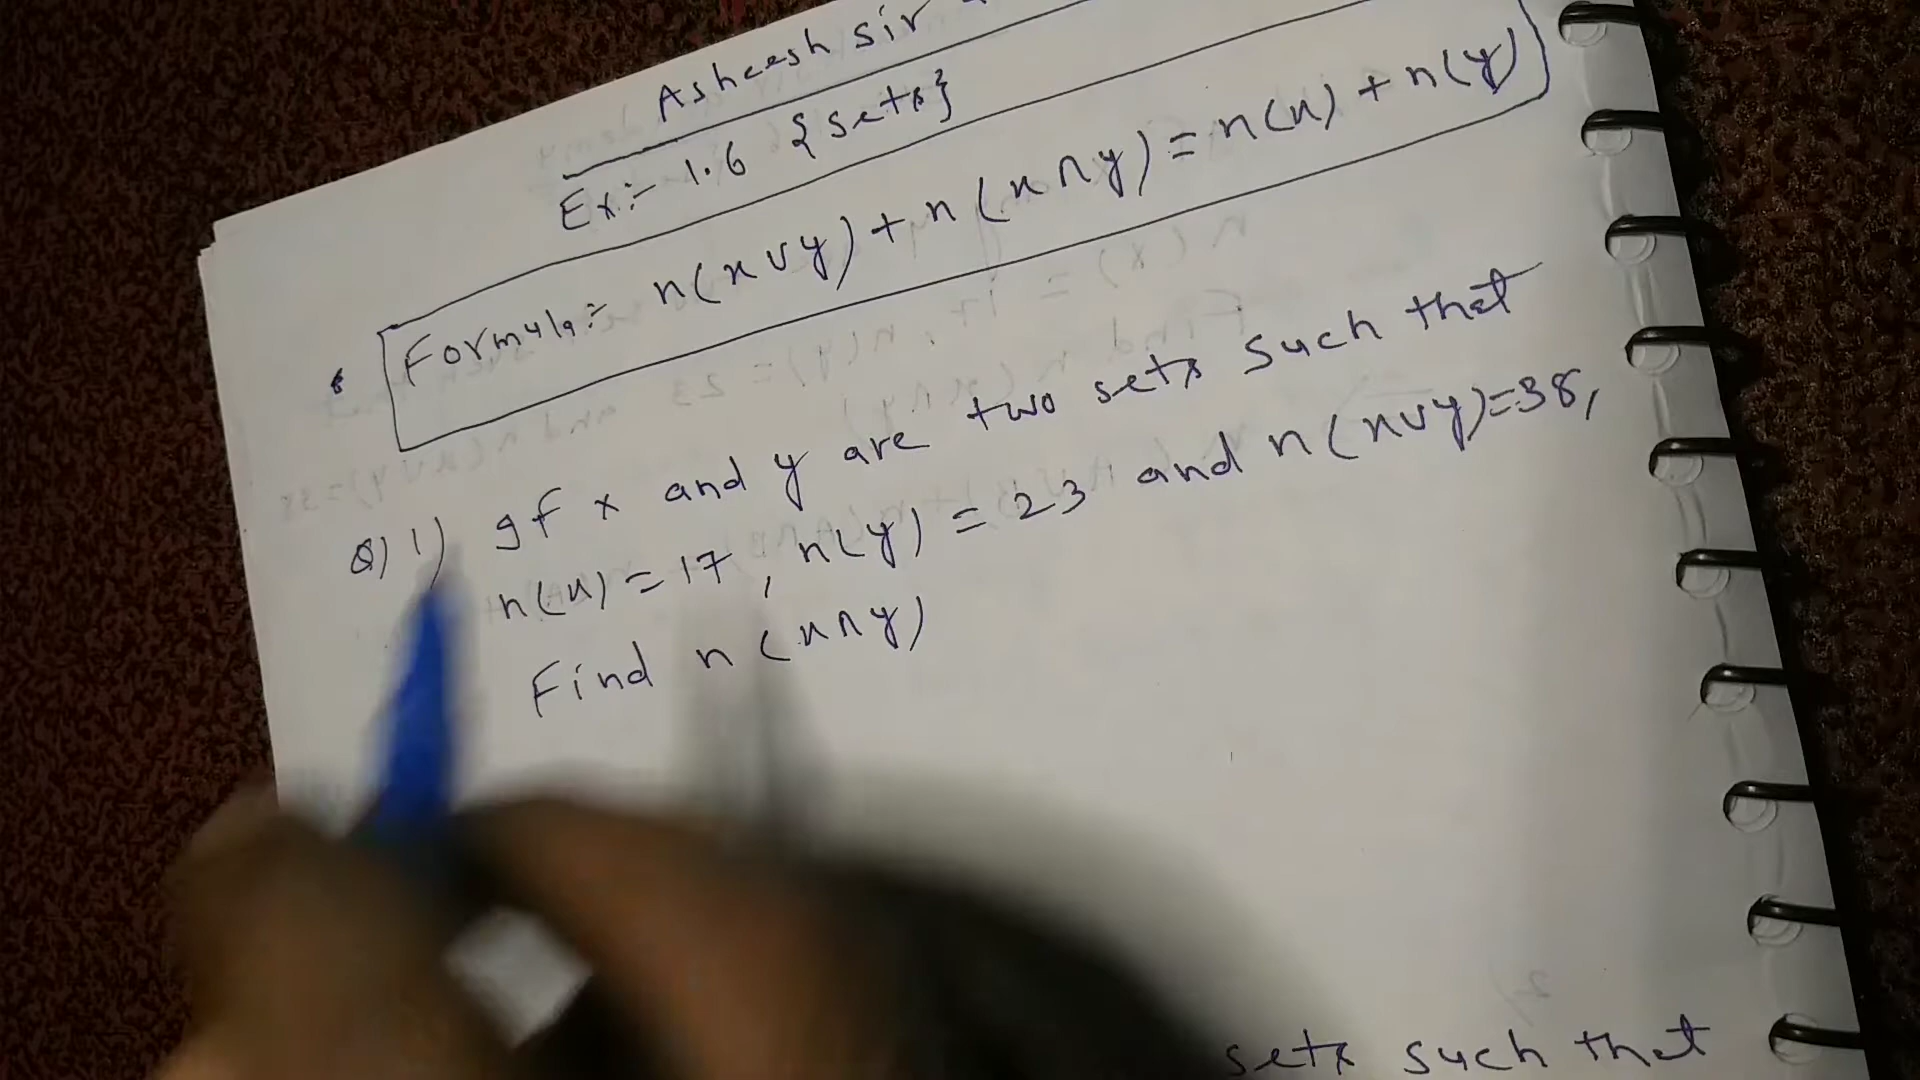 Asheesh sir
Ex:- 1.6 {sets}
Formula:- n(x∪y) + n(x∩y) = n(x) + n(y)
Q) 1) If x and y are two sets such that
n(x) = 17, n(y) = 23 and n(x∪y)=38,
Find n(x∩y)
sets such that